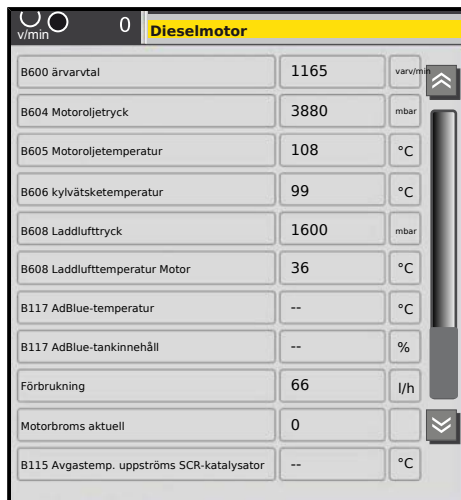 v/min 0 Dieselmotor
B600 ärvarvtal 1165 varv/min
B604 Motoroljetryck 3880 mbar
B605 Motoroljetemperatur 108 °C
B606 kylvätsketemperatur 99 °C
B608 Laddlufttryck 1600 mbar
B608 Laddlufttemperatur Motor 36 °C
B117 AdBlue-temperatur -- °C
B117 AdBlue-tankinnehåll -- %
Förbrukning 66 l/h
Motorbroms aktuell 0
B115 Avgastemp. uppströms SCR-katalysator -- °C